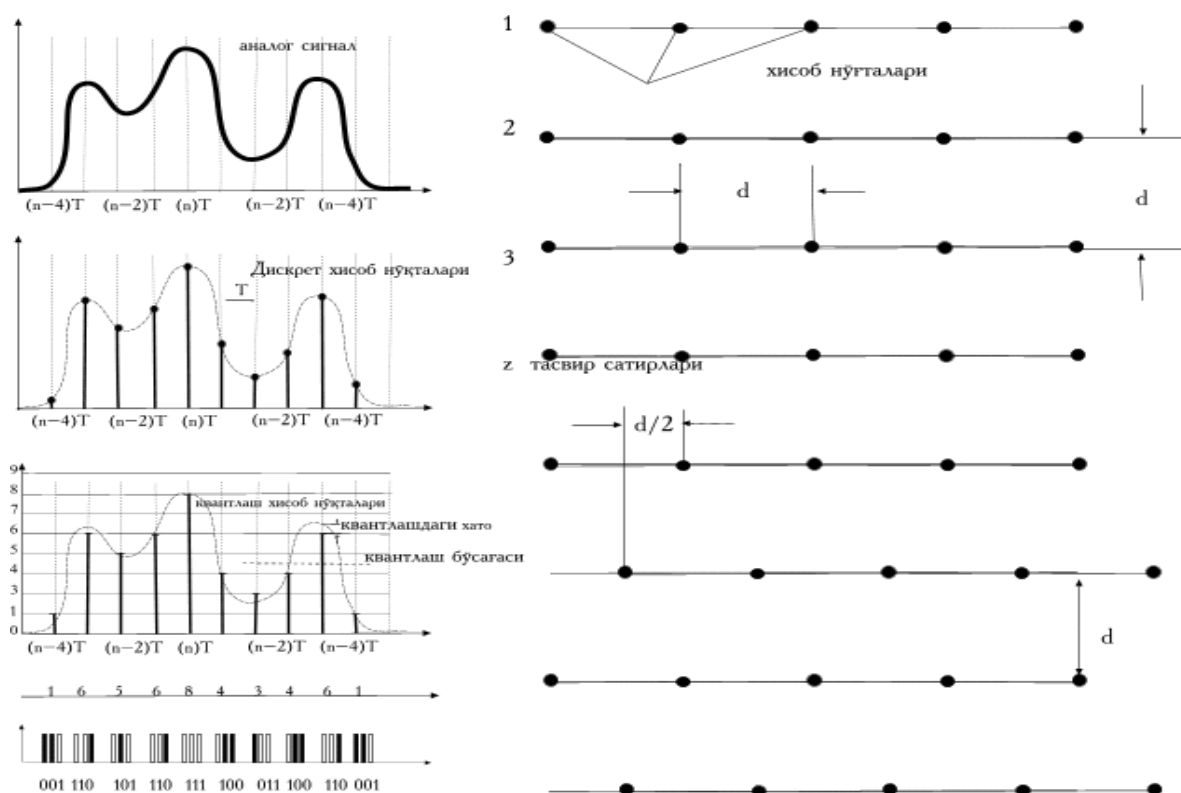 аналог сигнал
(n−4)T (n−2)T (n)T (n−2)T (n−4)T
Дискрет хисоб нўқталари
T
(n−4)T (n−2)T (n)T (n−2)T (n−4)T
9
8
7
6
5
4
3
1
0
квантлаш хисоб нўқталари
квантлашдаги хато
квантлаш бўсағаси
(n−4)T (n−2)T (n)T (n−2)T (n−4)T
1 6 5 6 8 4 3 4 6 1
001 110 101 110 111 100 011 100 110 001
1
хисоб нўғталари
2
d
d
3
z тасвир сатирлари
d/2
d